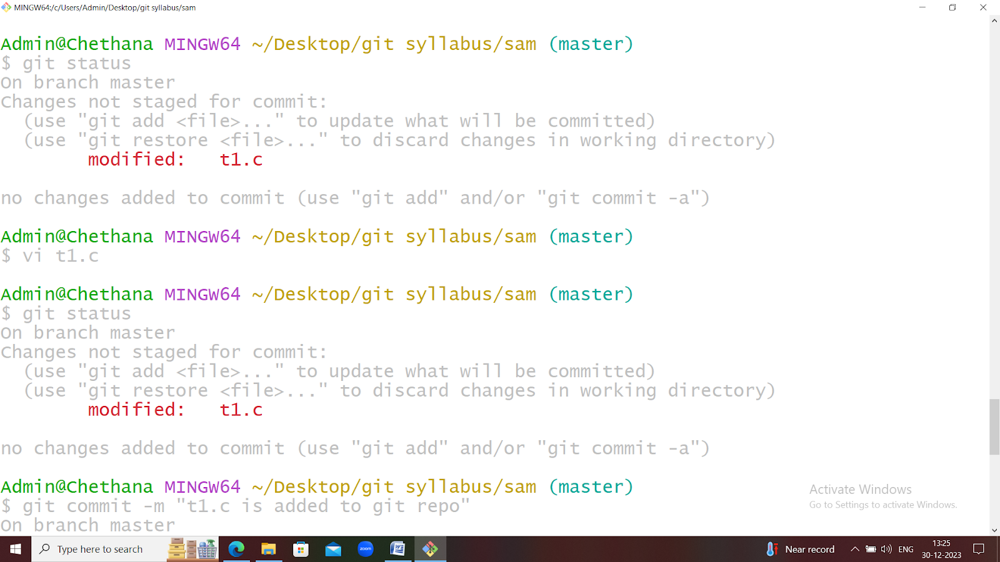 MINGW64:/c/Users/Admin/Desktop/git syllabus/sam
Admin@Chethana MINGW64 ~/Desktop/git syllabus/sam (master)
$ git status
On branch master
Changes not staged for commit:
  (use "git add <file>..." to update what will be committed)
  (use "git restore <file>..." to discard changes in working directory)
        modified:   t1.c
no changes added to commit (use "git add" and/or "git commit -a")
Admin@Chethana MINGW64 ~/Desktop/git syllabus/sam (master)
$ vi t1.c
Admin@Chethana MINGW64 ~/Desktop/git syllabus/sam (master)
$ git status
On branch master
Changes not staged for commit:
  (use "git add <file>..." to update what will be committed)
  (use "git restore <file>..." to discard changes in working directory)
        modified:   t1.c
no changes added to commit (use "git add" and/or "git commit -a")
Admin@Chethana MINGW64 ~/Desktop/git syllabus/sam (master)
$ git commit -m "t1.c is added to git repo"
On branch master
Activate Windows
Go to Settings to activate Windows.
Type here to search
zoom
Near record
ENG
13:25
30-12-2023